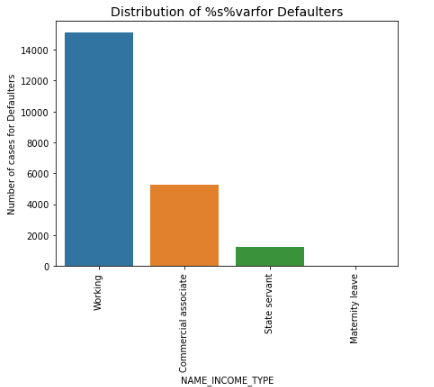 Distribution of %s%varfor Defaulters
Number of cases for Defaulters
14000
12000
10000
8000
6000
4000
2000
0
Working
Commercial associate
State servant
Maternity leave
NAME_INCOME_TYPE